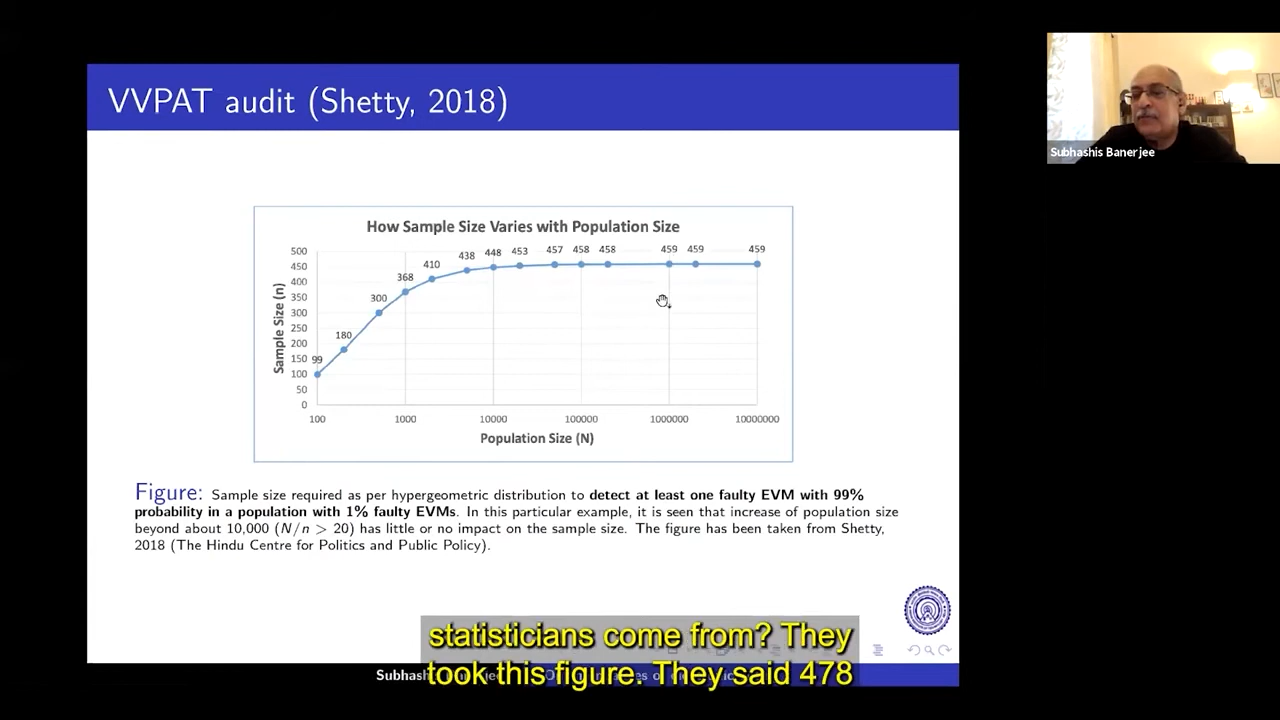 VVPAT audit (Shetty, 2018)
Subhashis Banerjee
How Sample Size Varies with Population Size
Sample Size (n)
500
450
400
350
300
250
200
150
100
50
0
99
180
300
368
410
438
448
453
457
458
458
459
459
459
100
1000
10000
100000
1000000
10000000
Population Size (N)
Figure: Sample size required as per hypergeometric distribution to detect at least one faulty EVM with 99%
probability in a population with 1% faulty EVMs. In this particular example, it is seen that increase of population size
beyond about 10,000 (N/n > 20) has little or no impact on the sample size. The figure has been taken from Shetty,
2018 (The Hindu Centre for Politics and Public Policy).
statisticians come from? They
took this figure. They said 478